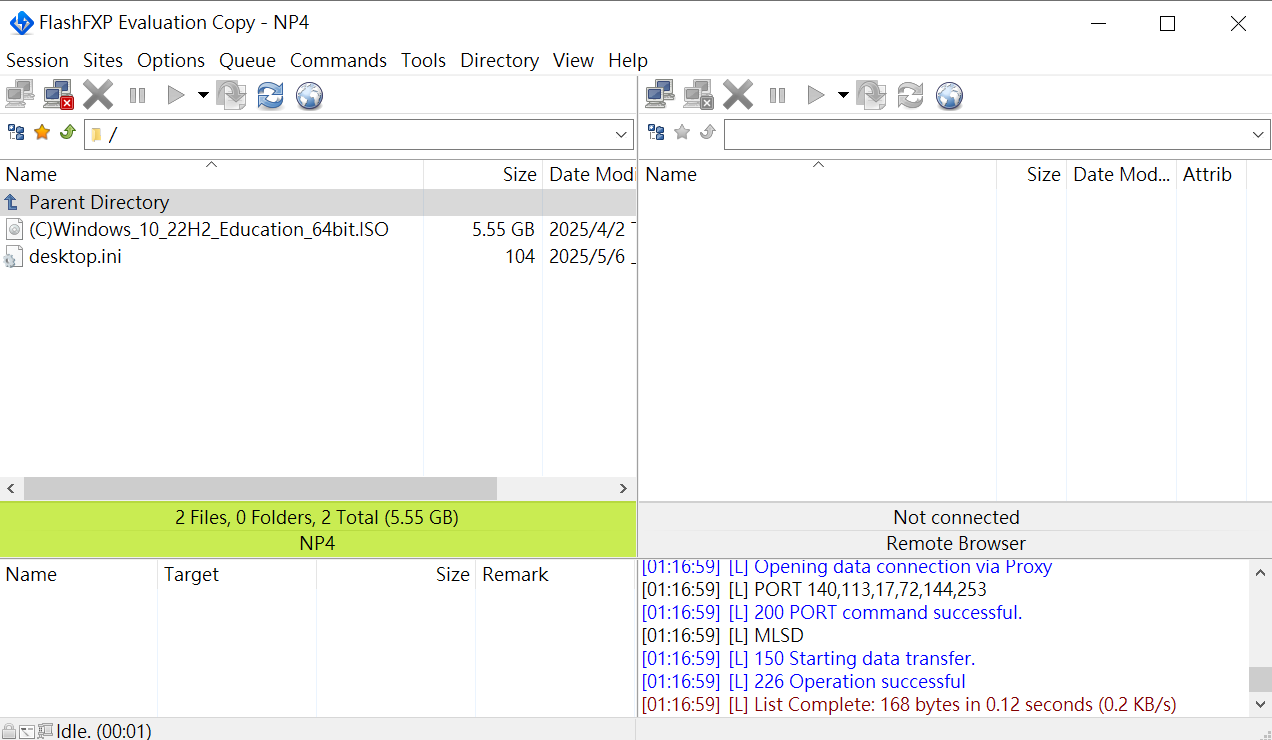 FlashFXP Evaluation Copy - NP4
Session Sites Options Queue Commands Tools Directory View Help
/
Name Size Date Modi
Parent Directory
(C)Windows_10_22H2_Education_64bit.ISO 5.55 GB 2025/4/2
desktop.ini 104 2025/5/6
2 Files, 0 Folders, 2 Total (5.55 GB)
NP4
Name Size Date Mod... Attrib
Not connected
Remote Browser
Name Target Size Remark
[01:16:59] [L] Opening data connection via Proxy
[01:16:59] [L] PORT 140,113,17,72,144,253
[01:16:59] [L] 200 PORT command successful.
[01:16:59] [L] MLSD
[01:16:59] [L] 150 Starting data transfer.
[01:16:59] [L] 226 Operation successful
[01:16:59] [L] List Complete: 168 bytes in 0.12 seconds (0.2 KB/s)
Idle. (00:01)